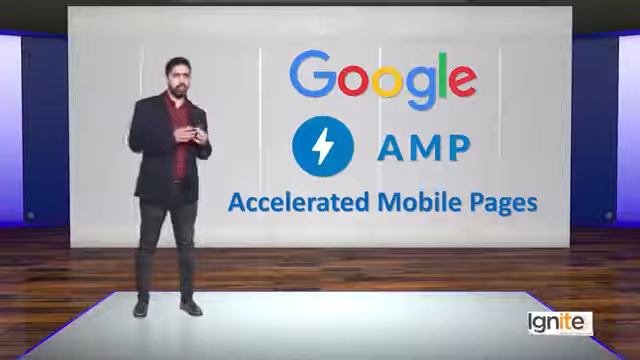 Google
AMP
Accelerated Mobile Pages
Ignite